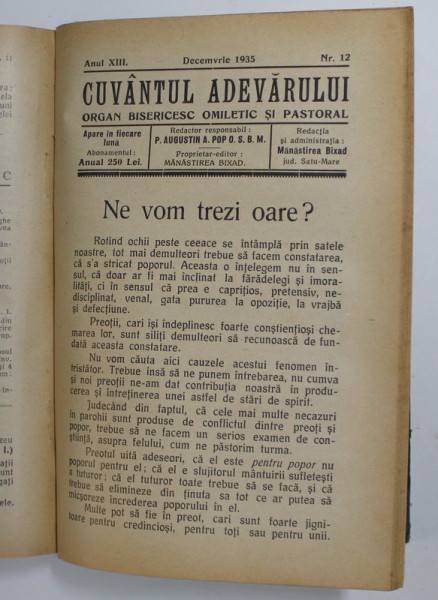 Anul XIII. Decemvrie 1935 Nr. 12
CUVÂNTUL ADEVĂRULUI
ORGAN BISERICESC OMILETIC ȘI PASTORAL
Apare în fiecare
lună
Abonamentul:
Anual 250 Lei.
Redactor responsabil:
P. AUGUSTIN A. POP O. S. B. M.
Proprietar-editor:
MĂNĂSTIREA BIXAD.
Redacția
și administrația:
Mănăstirea Bixad
jud. Satu-Mare
Ne vom trezi oare?
Rotind ochii peste ceeace se întâmplă prin satele
noastre, tot mai demulteori trebue să facem constatarea,
că s'a stricat poporul. Aceasta o înțelegem nu în sen-
sul, că doar ar fi mai înclinat la fărădelegi și imora-
lități, ci în sensul că prea e caprițios, pretensiv, ne-
disciplinat, venal, gata pururea la opoziție, la vrajbă
și defecțiune.
Preoții, cari își îndeplinesc foarte conștiențioși che-
marea lor, sunt siliți demulteori să recunoască de fun-
dată aceasta constatare.
Nu vom căuta aici cauzele acestui fenomen în-
tristător. Trebue însă să ne punem întrebarea, nu cumva
și noi preoții ne-am dat contribuția noastră în produ-
cerea și întreținerea unei astfel de stări de spirit.
Judecând din faptul, că cele mai multe necazuri
în parohii sunt produse de conflictul dintre preoți și
popor, trebue să ne facem un serios examen de con-
știință, asupra felului, cum ne păstorim turma.
Preotul uită adeseori, că el este pentru popor nu
poporul pentru el; că el e slujitorul mântuirii sufletești
a tuturor; că el tuturor toate trebue să se facă, și că
trebue să elimineze din ținuta sa tot ce ar putea să
micșoreze încrederea poporului în el.
Multe pot să fie în preot, cari sunt foarte jigni-
toare pentru credincioși, pentru toți sau pentru unii.